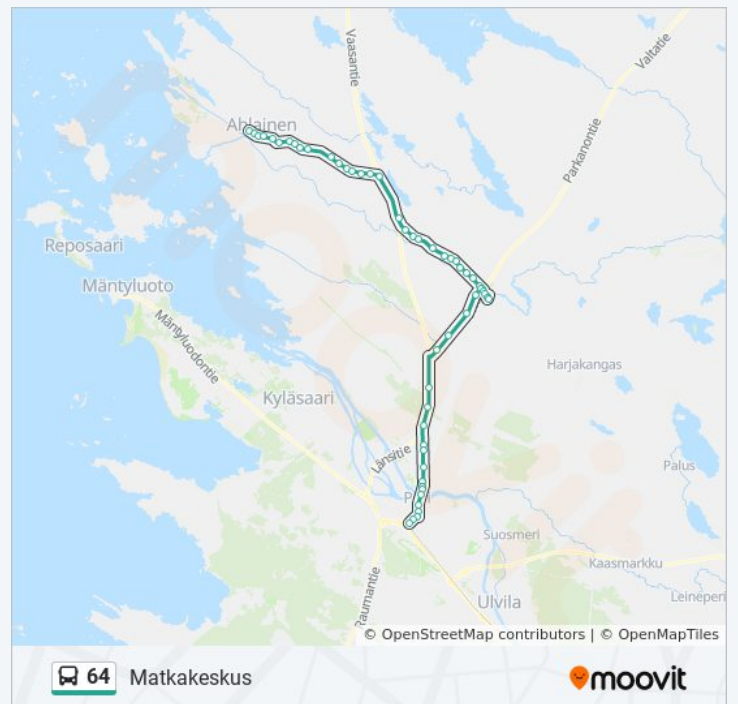 Vaasantie
Valtatie
Ahlainen
Parkanontie
Reposaari
Mäntyluoto
Mäntyluodontie
Harjakangas
Kyläsaari
Länsitie
Palus
Suosmeri
Kaasmarkku
Raumantie
Ulvila
Leineperi
© OpenStreetMap contributors | © OpenMapTiles
64 Matkakeskus
moovit